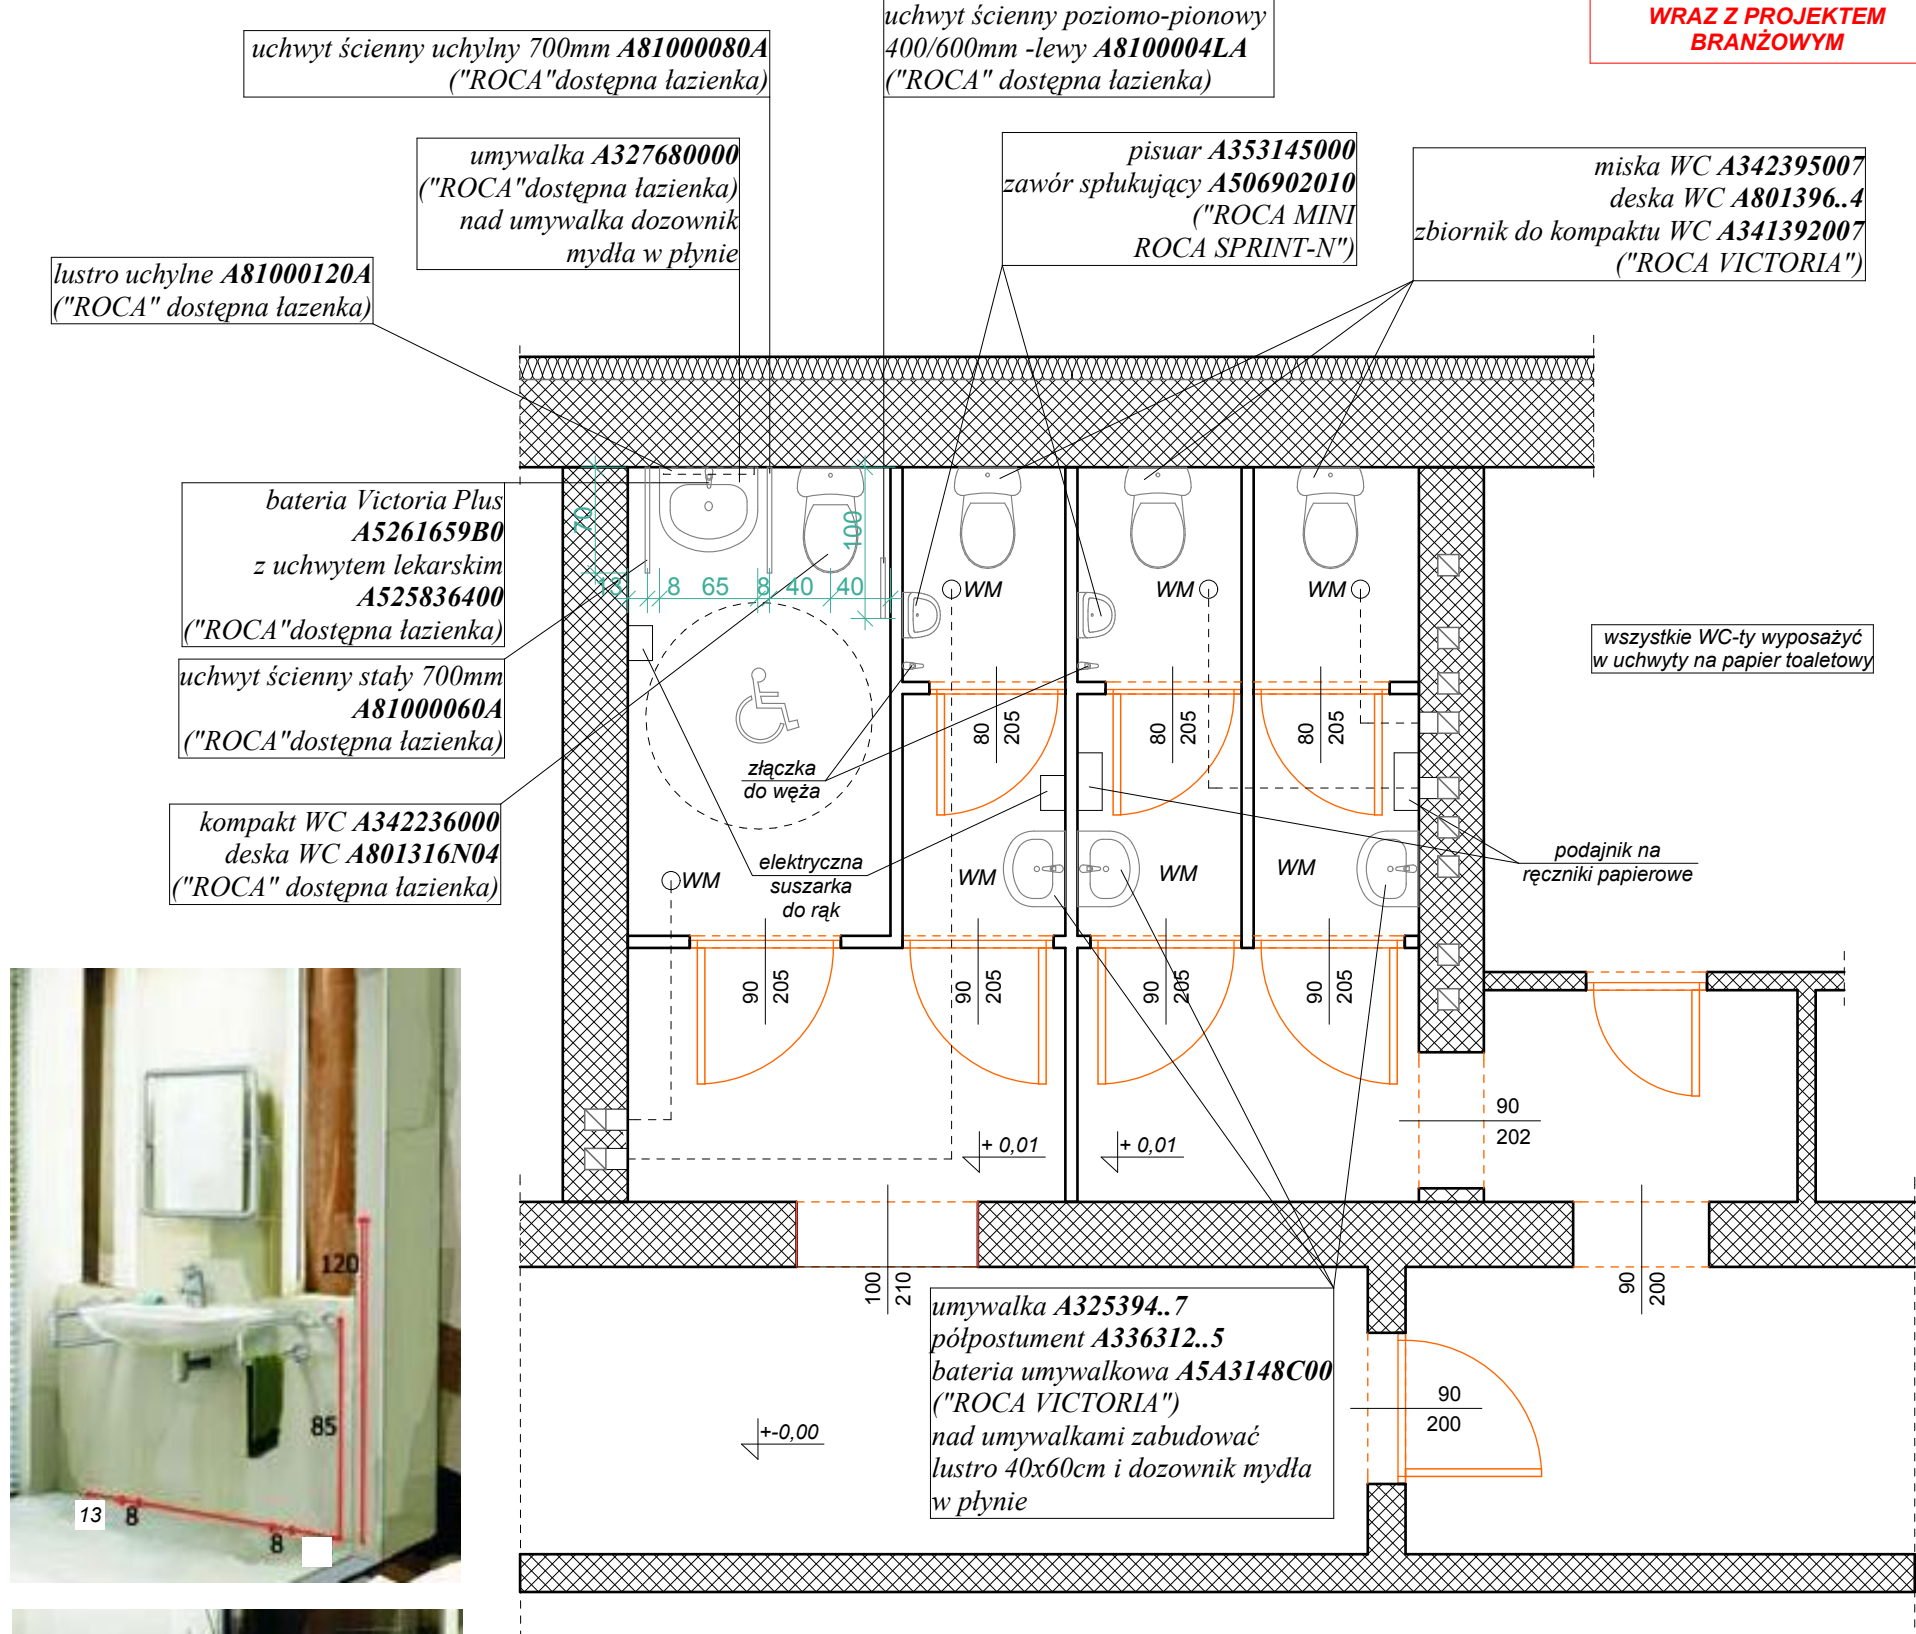 uchwyt ścienny poziomo-pionowy
400/600mm -lewy A8100004LA
("ROCA" dostępna łazienka)
WRAZ Z PROJEKTEM
BRANŻOWYM
uchwyt ścienny uchylny 700mm A81000080A
("ROCA"dostępna łazienka)
umywalka A327680000
("ROCA"dostępna łazienka)
nad umywalka dozownik
mydła w płynie
pisuar A353145000
zawór spłukujący A506902010
("ROCA MINI
ROCA SPRINT-N")
miska WC A342395007
deska WC A801396..4
zbiornik do kompaktu WC A341392007
("ROCA VICTORIA")
lustro uchylne A81000120A
("ROCA" dostępna łazenka)
bateria Victoria Plus
A5261659B0
z uchwytem lekarskim
A525836400
("ROCA"dostępna łazienka)
uchwyt ścienny stały 700mm
A81000060A
("ROCA"dostępna łazienka)
kompakt WC A342236000
deska WC A801316N04
("ROCA" dostępna łazienka)
70
100
13 8 65 8 40 40
WM
WM
WM
wszystkie WC-ty wyposażyć
w uchwyty na papier toaletowy
80
205
80
205
80
205
złączka
do węża
elektryczna
suszarka
do rąk
podajnik na
ręczniki papierowe
WM
WM
WM
WM
90
205
90
205
90
205
90
205
90
202
+ 0,01
+ 0,01
100
210
90
200
90
200
+-0,00
umywalka A325394..7
półpostument A336312..5
bateria umywalkowa A5A3148C00
("ROCA VICTORIA")
nad umywalkami zabudować
lustro 40x60cm i dozownik mydła
w płynie
120
85
13
8
8